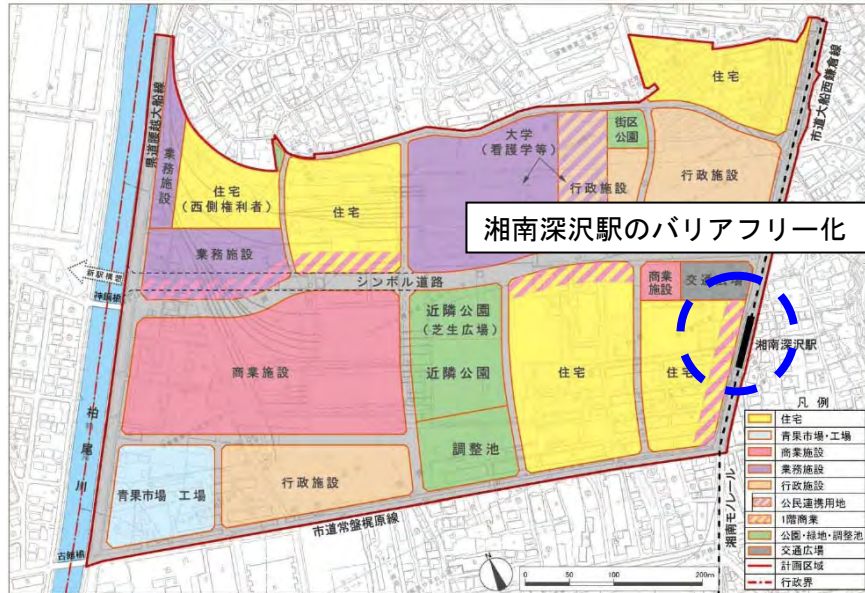 住宅
県道腰越大船線
市道大船西鎌倉線
業務施設
住宅
(西側権利者)
住宅
大学
(看護学等)
街区
公園
行政施設
行政施設
湘南深沢駅のバリアフリー化
業務施設
新駅構想
シンボル道路
神鋼橋
商業
施設
交通広場
近隣公園
(芝生広場)
近隣公園
商業施設
住宅
住宅
湘南深沢駅
柏尾川
調整池
青果市場 工場
行政施設
市道常盤梶原線
古館橋
湘南モノレール
N
0 50 100 200m
凡例
住宅
青果市場・工場
商業施設
業務施設
行政施設
公民連携用地
1階商業
公園・緑地・調整池
交通広場
計画区域
行政界